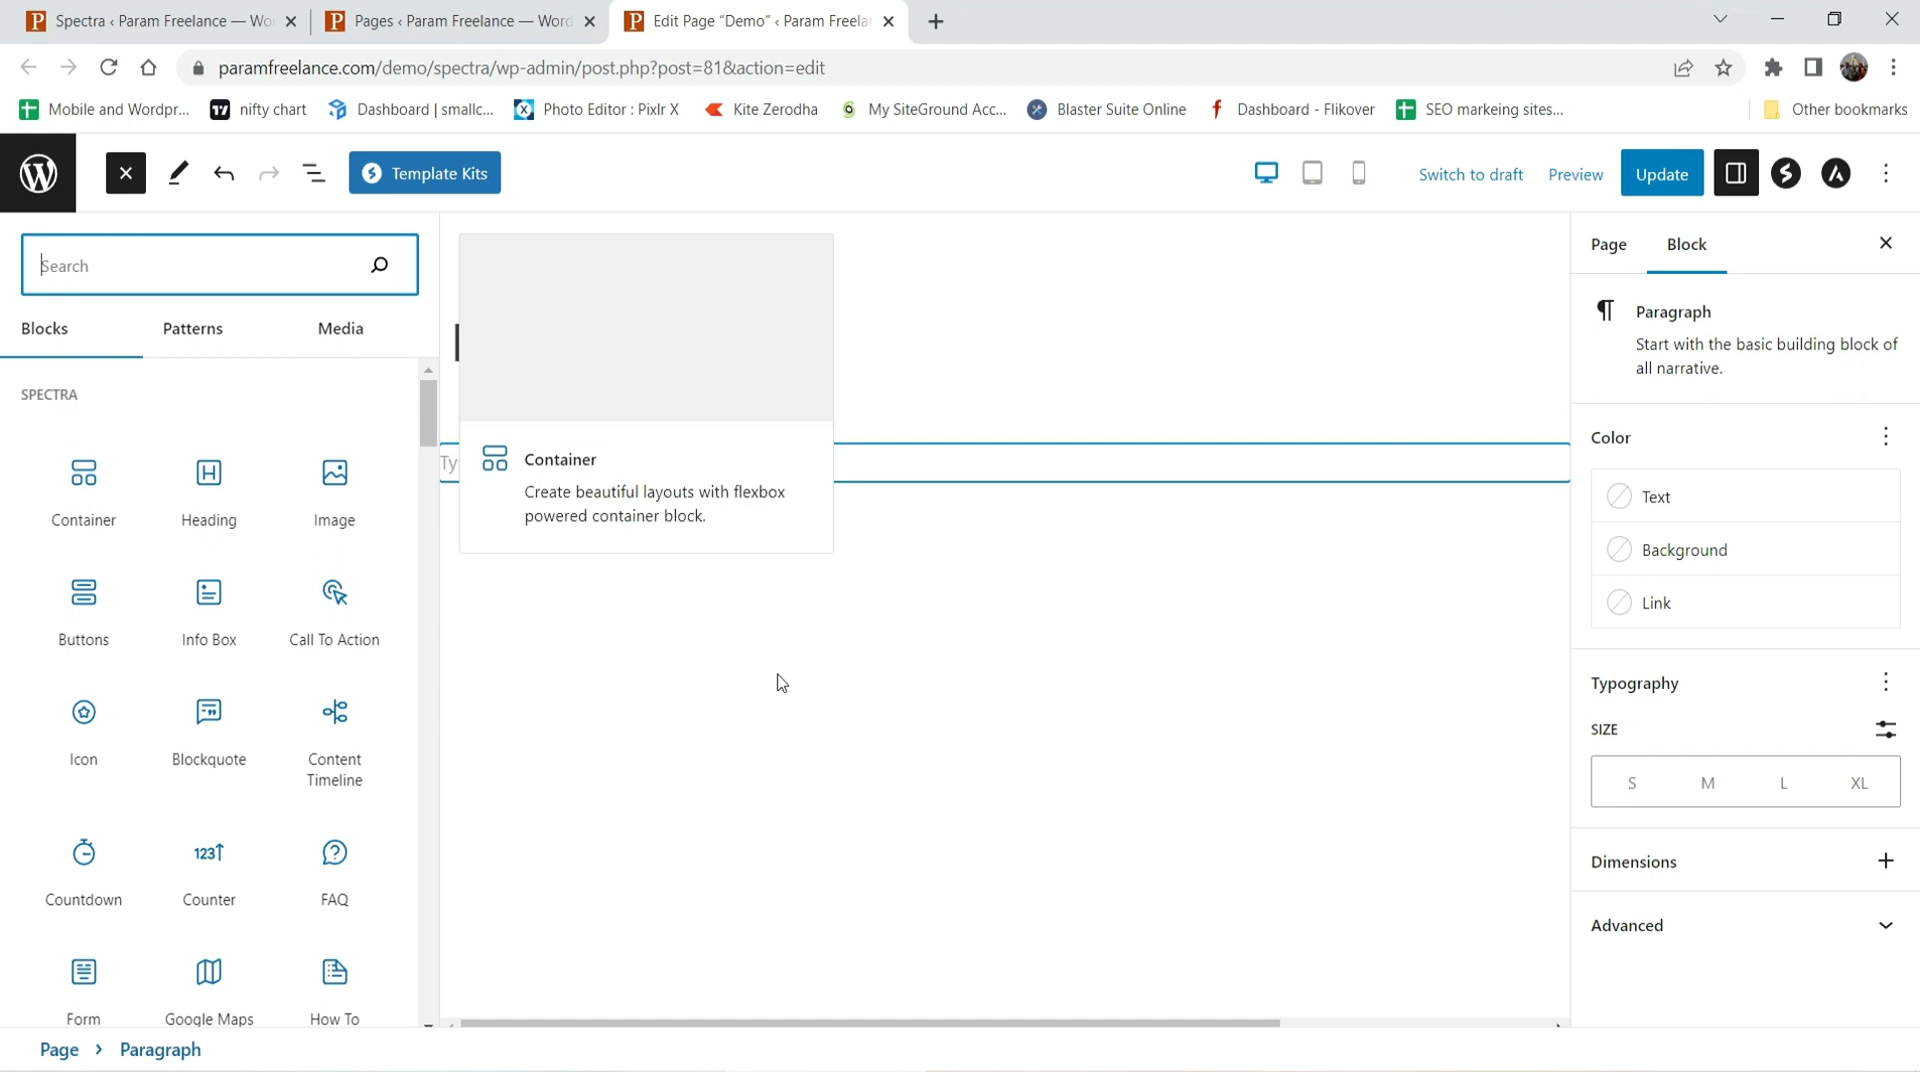 Spectra ‹ Param Freelance — Wo
Pages ‹ Param Freelance — Word
Edit Page "Demo" ‹ Param Freela
paramfreelance.com/demo/spectra/wp-admin/post.php?post=81&action=edit
Mobile and Wordpr...
nifty chart
Dashboard | smallc...
Photo Editor : Pixlr X
Kite Zerodha
My SiteGround Acc...
Blaster Suite Online
Dashboard - Flikover
SEO markeing sites...
Other bookmarks
Template Kits
Switch to draft
Preview
Update
Search
Blocks
Patterns
Media
SPECTRA
Container
Heading
Image
Buttons
Info Box
Call To Action
Icon
Blockquote
Content
Timeline
Countdown
123↑
Counter
FAQ
Form
Google Maps
How To
Ty
Container
Create beautiful layouts with flexbox
powered container block.
Page
Block
Paragraph
Start with the basic building block of
all narrative.
Color
Text
Background
Link
Typography
SIZE
S
M
L
XL
Dimensions
Advanced
Page › Paragraph